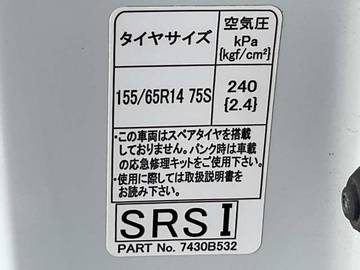 タイヤサイズ
空気圧
kPa
{kgf/cm²}
155/65R14 75S
240
{2.4}
・この車両はスペアタイヤを搭載
しておりません。パンク時は車載
の応急修理キットをご使用下さい。
・使用に際しては取扱説明書を
お読み下さい。
SRS I
PART No. 7430B532